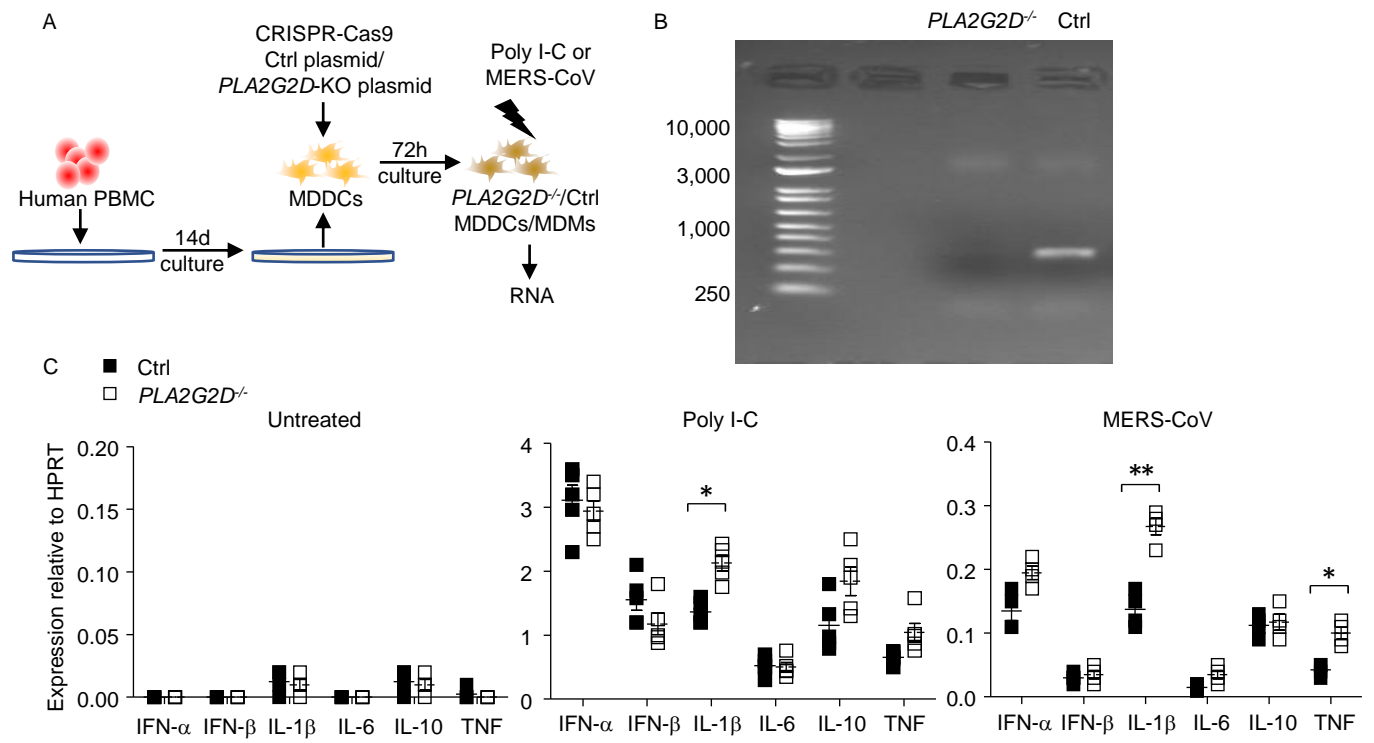 A
CRISPR-Cas9
Ctrl plasmid/
PLA2G2D-KO plasmid
Poly I-C or
MERS-CoV
Human PBMC
14d
culture
MDDCs
72h
culture
PLA2G2D-/-/Ctrl
MDDCs/MDMs
RNA
B
PLA2G2D-/- Ctrl
10,000
3,000
1,000
250
C
Ctrl
PLA2G2D-/-
Untreated
Expression relative to HPRT
0.20
0.15
0.10
0.05
0.00
IFN-α IFN-β IL-1β IL-6 IL-10 TNF
Poly I-C
4
3
2
1
0
*
IFN-α IFN-β IL-1β IL-6 IL-10 TNF
MERS-CoV
0.4
0.3
0.2
0.1
0.0
**
*
IFN-α IFN-β IL-1β IL-6 IL-10 TNF